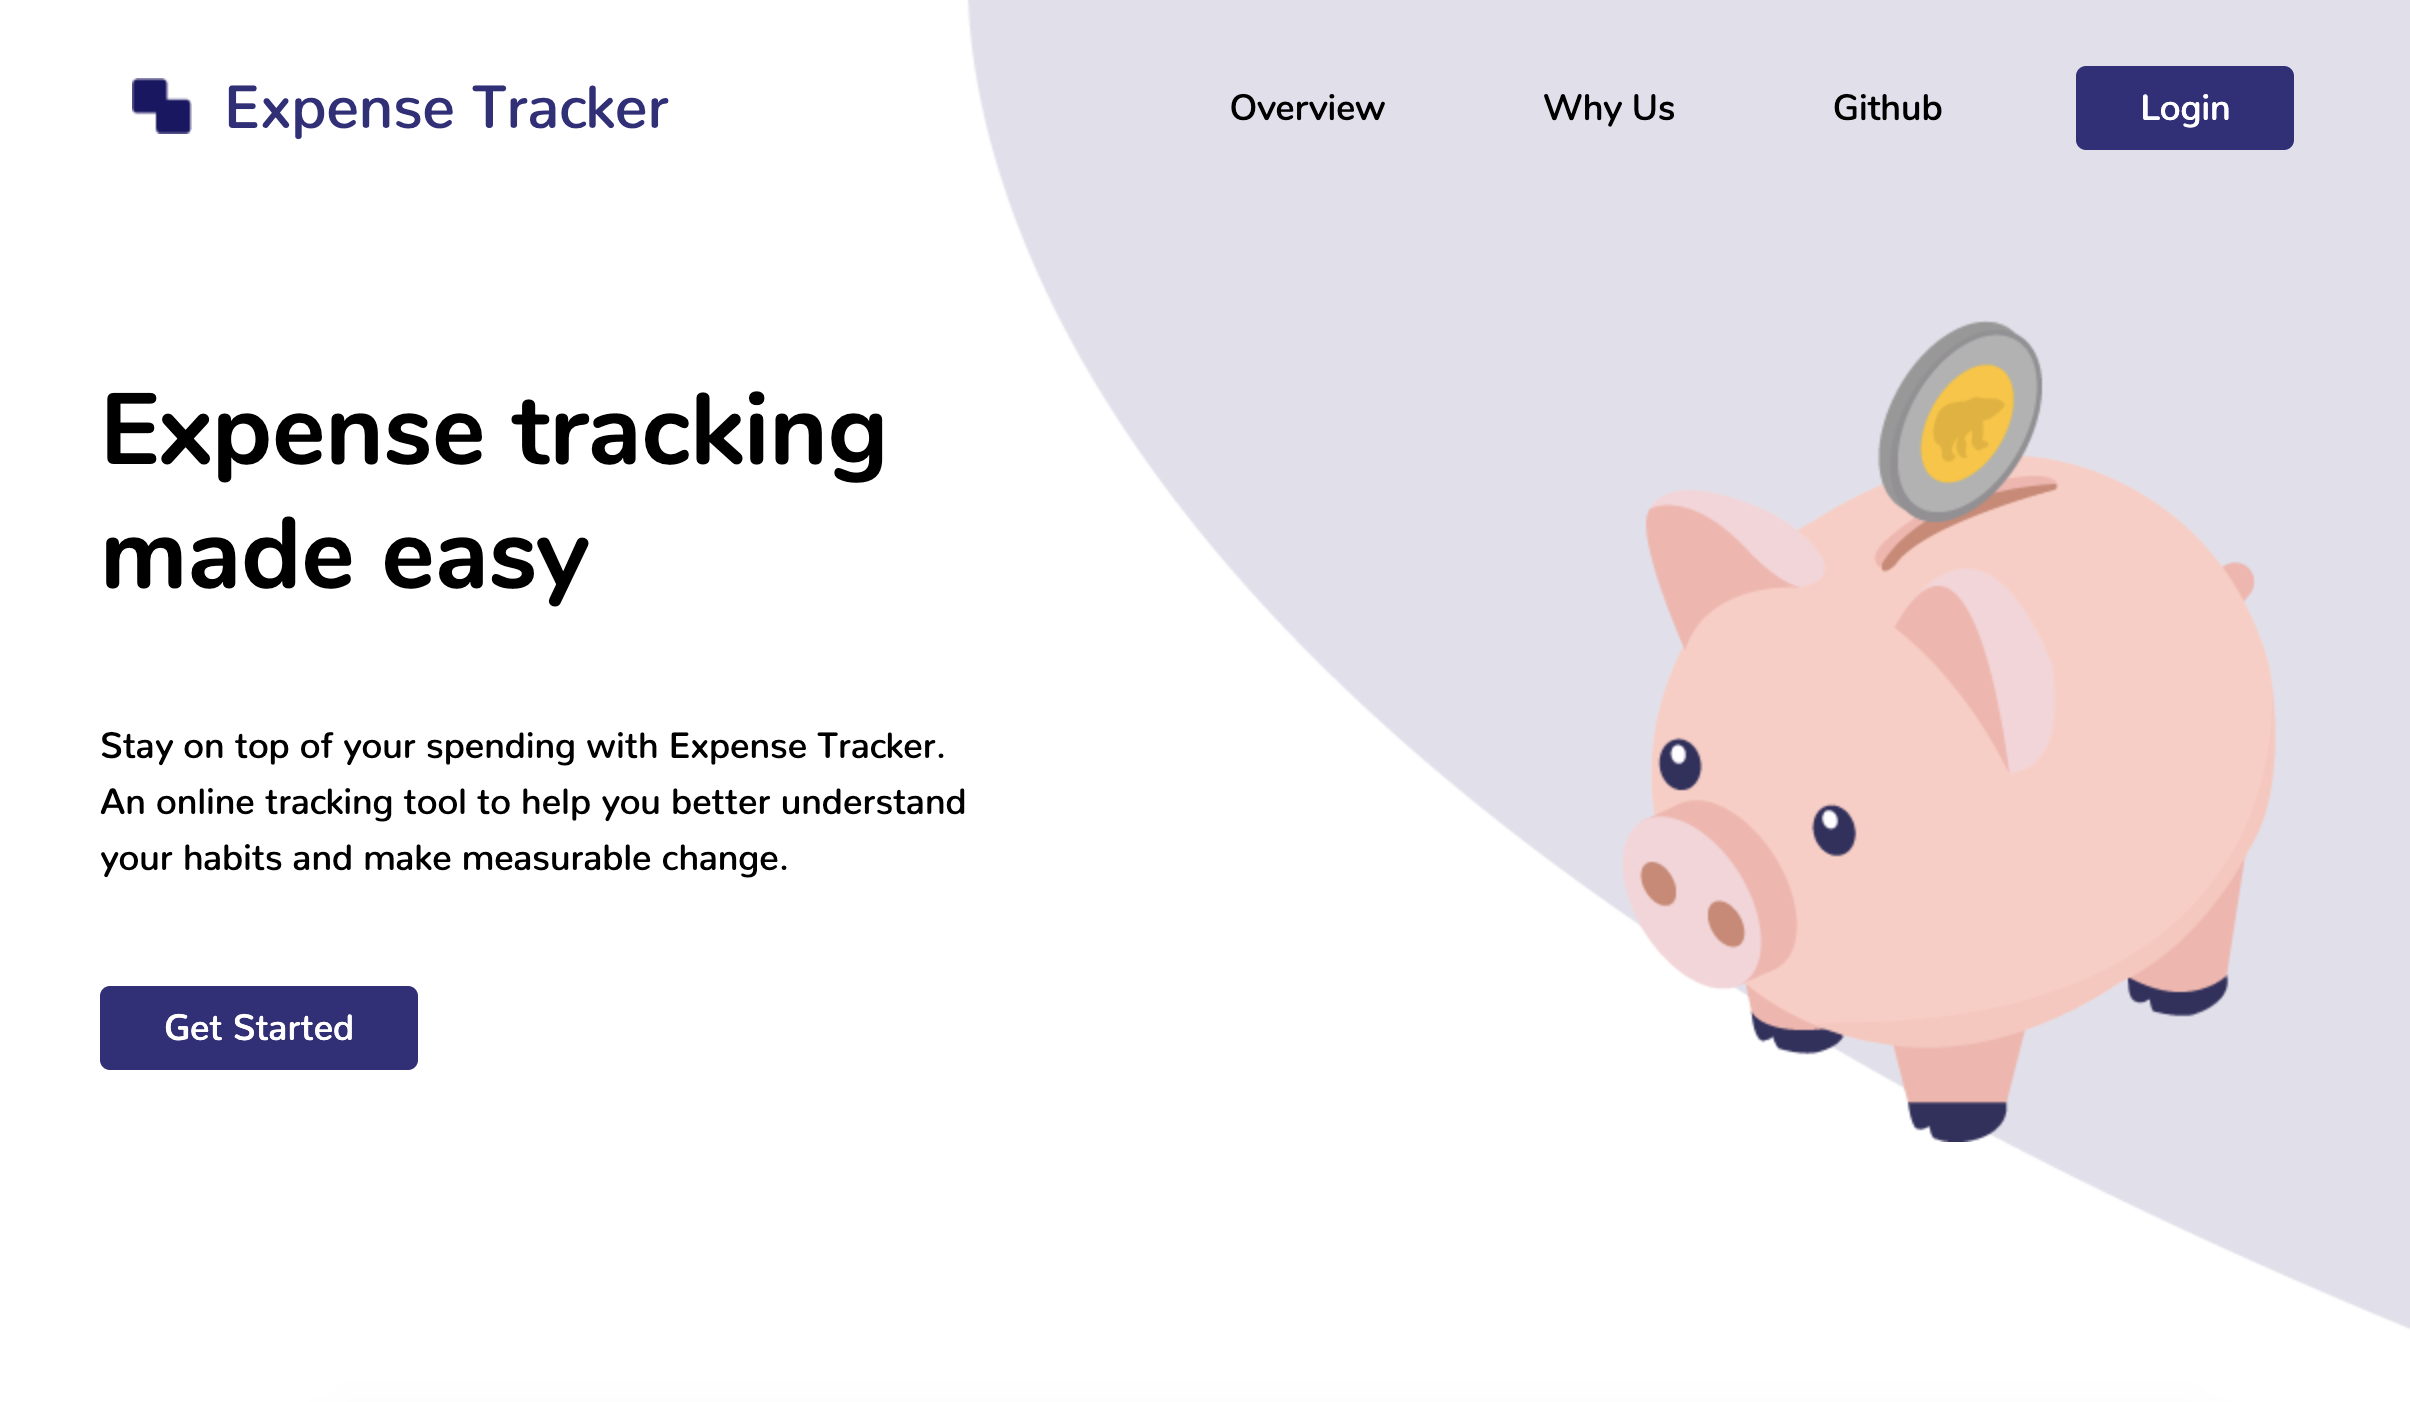 Expense Tracker
Overview
Why Us
Github
Login
Expense tracking
made easy
Stay on top of your spending with Expense Tracker.
An online tracking tool to help you better understand
your habits and make measurable change.
Get Started